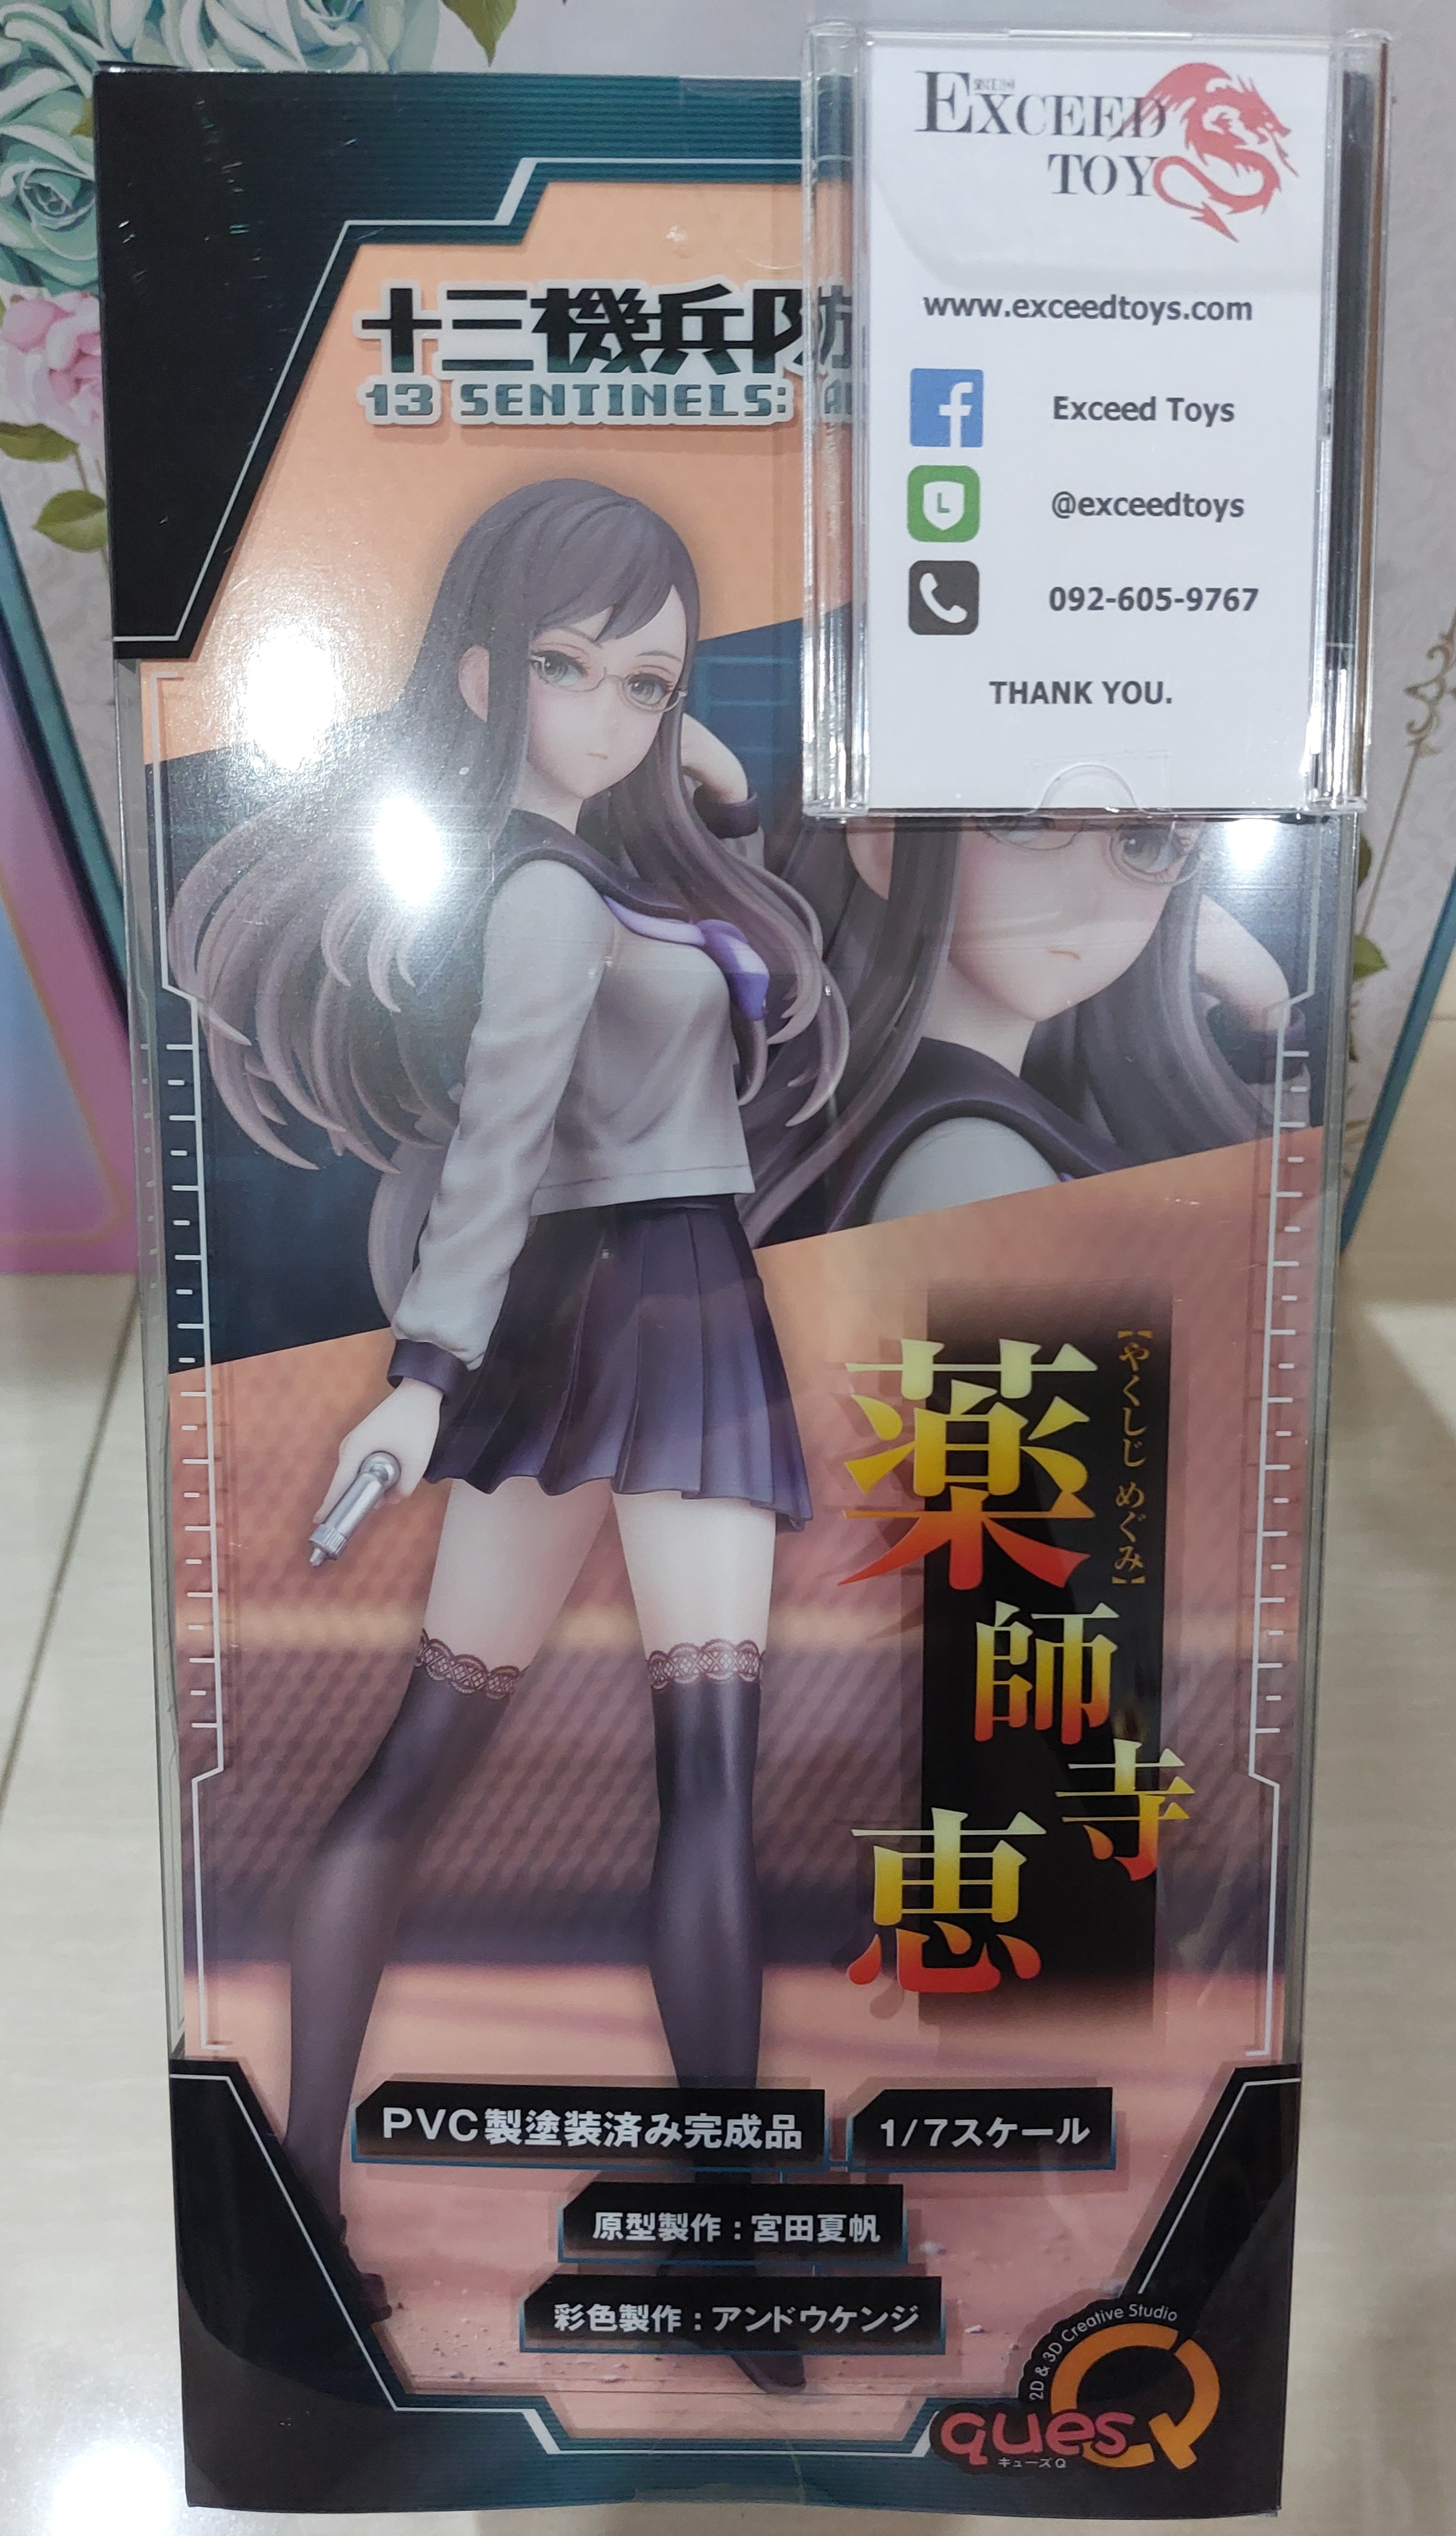 EXCEED
TOY
www.exceedtoys.com
Exceed Toys
L
@exceedtoys
092-605-9767
THANK YOU.
十三機兵防
13 SENTINELS:
薬師寺恵
【やくしじ めぐみ】
PVC製塗装済み完成品
1/7スケール
原型製作：宮田夏帆
彩色製作：アンドウケンジ
2D & 3D Creative Studio
quesQ
キューズQ